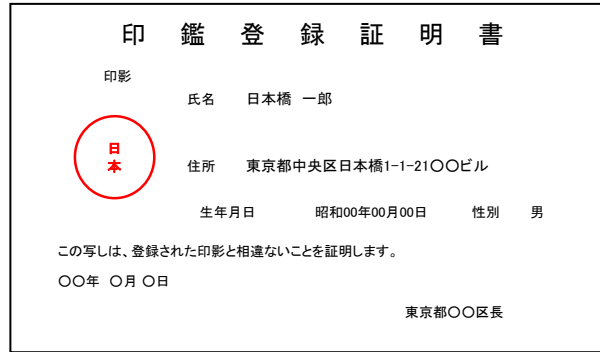 印鑑登録証明書
印影
氏名 日本橋 一郎
日
本
住所 東京都中央区日本橋1-1-21〇〇ビル
生年月日 昭和00年00月00日 性別 男
この写しは、登録された印影と相違ないことを証明します。
〇〇年 〇月 〇日
東京都〇〇区長